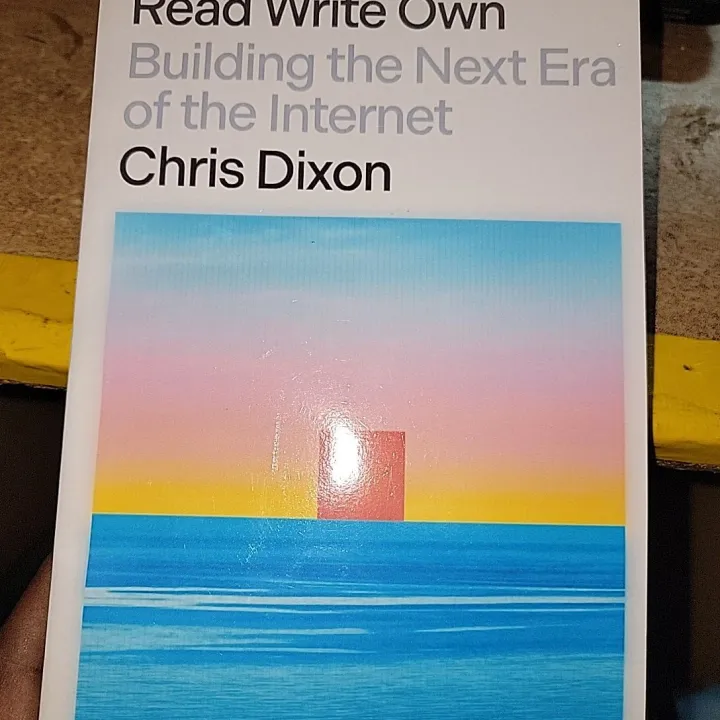 Read Write Own
Building the Next Era
of the Internet
Chris Dixon